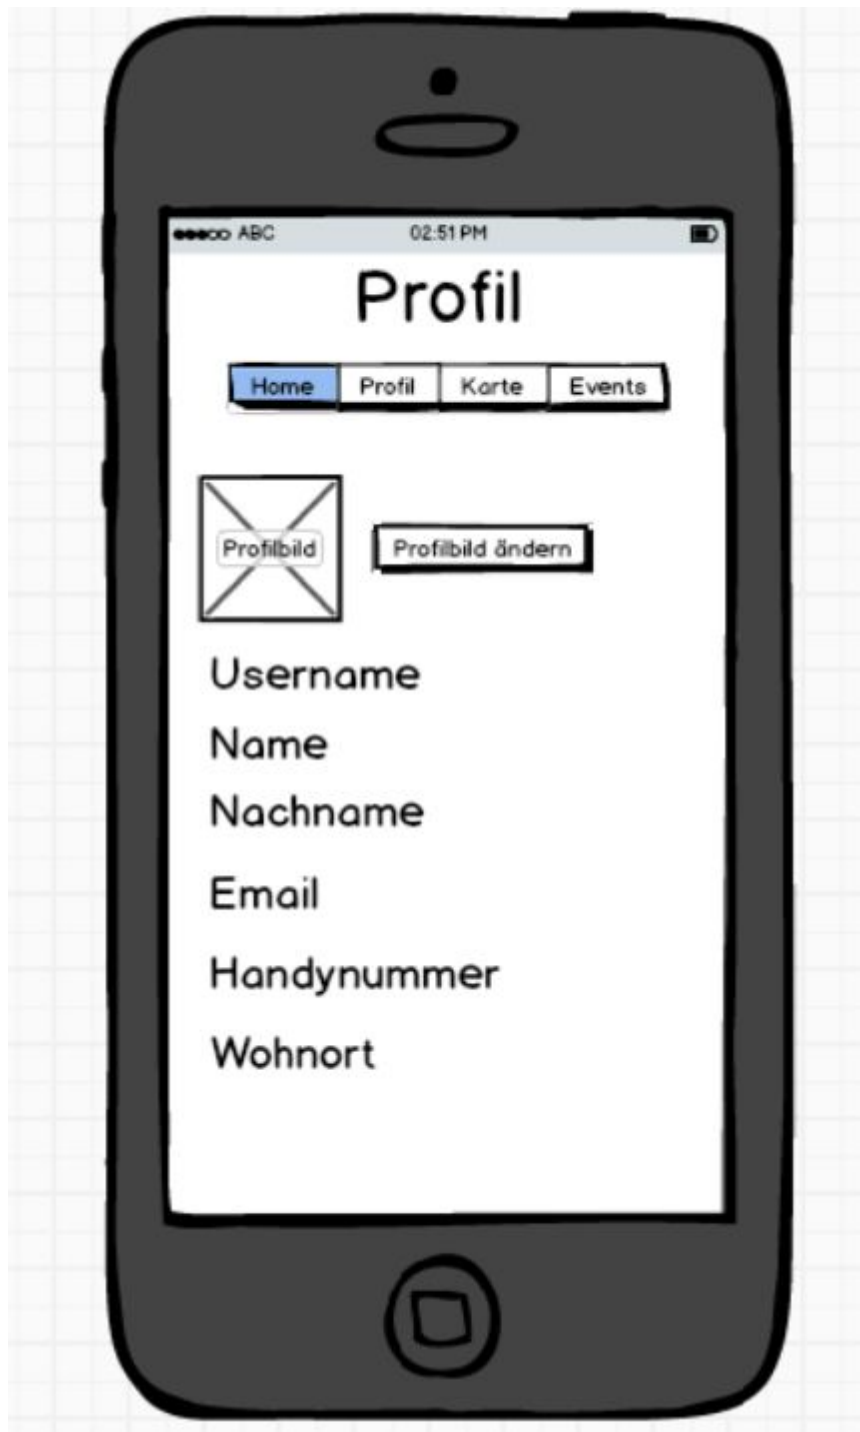 ABC 02:51 PM
Profil
Home Profil Karte Events
Profilbild Profilbild ändern
Username
Name
Nachname
Email
Handynummer
Wohnort